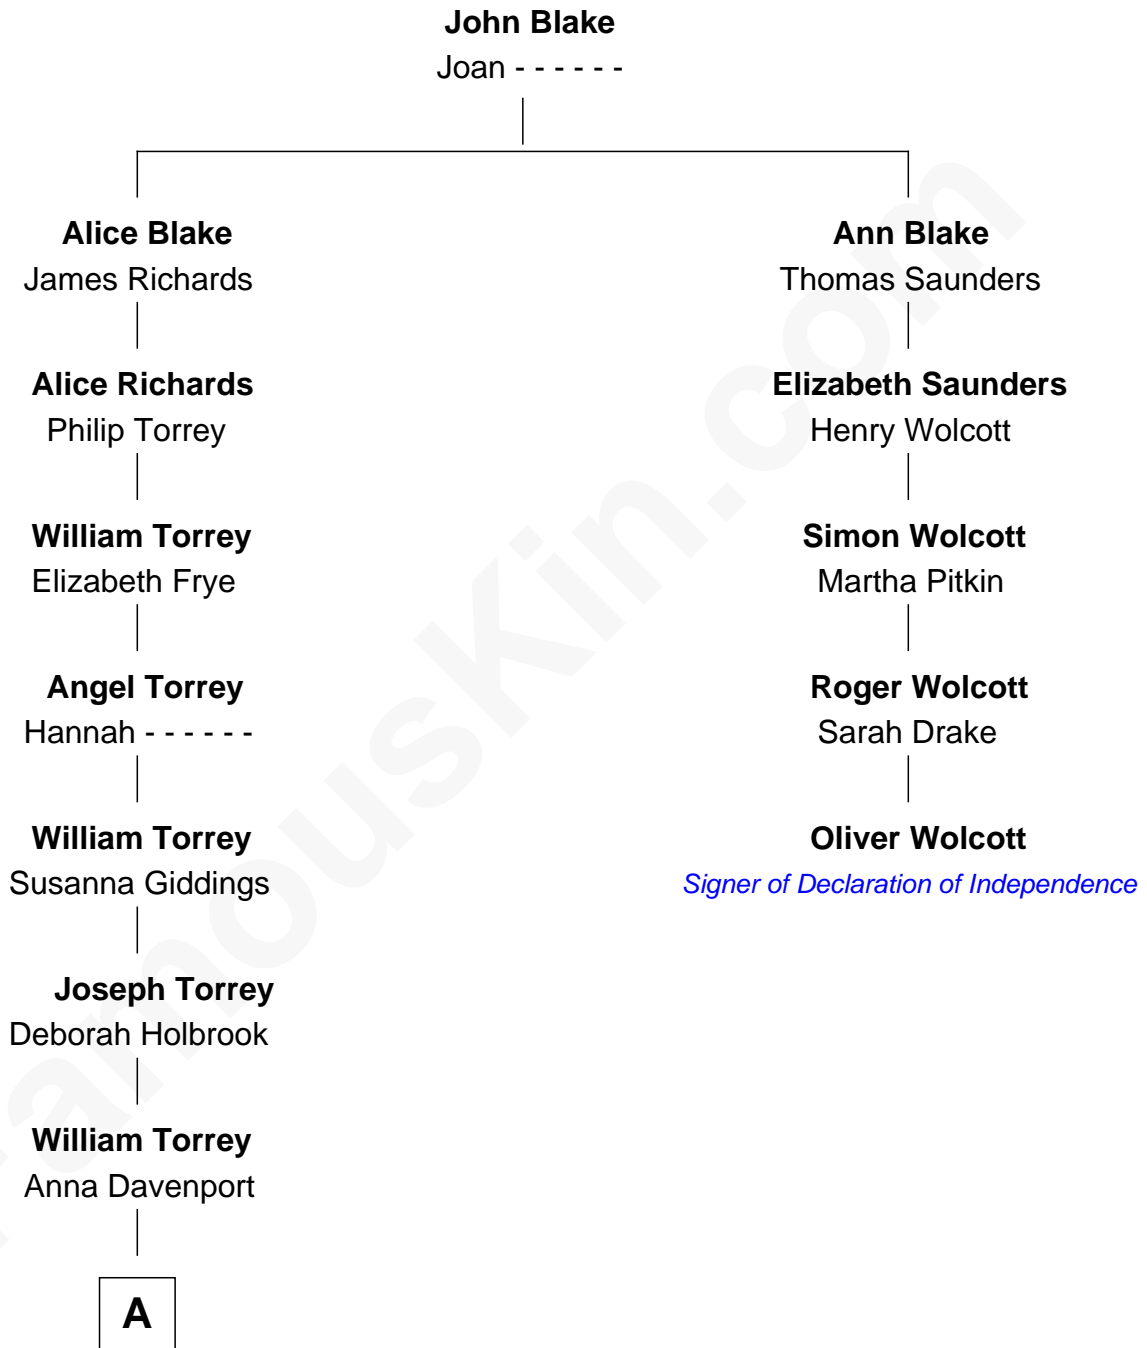 John Blake
Joan - - - - - -
Alice Blake
James Richards
Ann Blake
Thomas Saunders
Alice Richards
Philip Torrey
Elizabeth Saunders
Henry Wolcott
William Torrey
Elizabeth Frye
Simon Wolcott
Martha Pitkin
Angel Torrey
Hannah - - - - - -
Roger Wolcott
Sarah Drake
William Torrey
Susanna Giddings
Oliver Wolcott
Signer of Declaration of Independence
Joseph Torrey
Deborah Holbrook
William Torrey
Anna Davenport
A
FamousKin.com